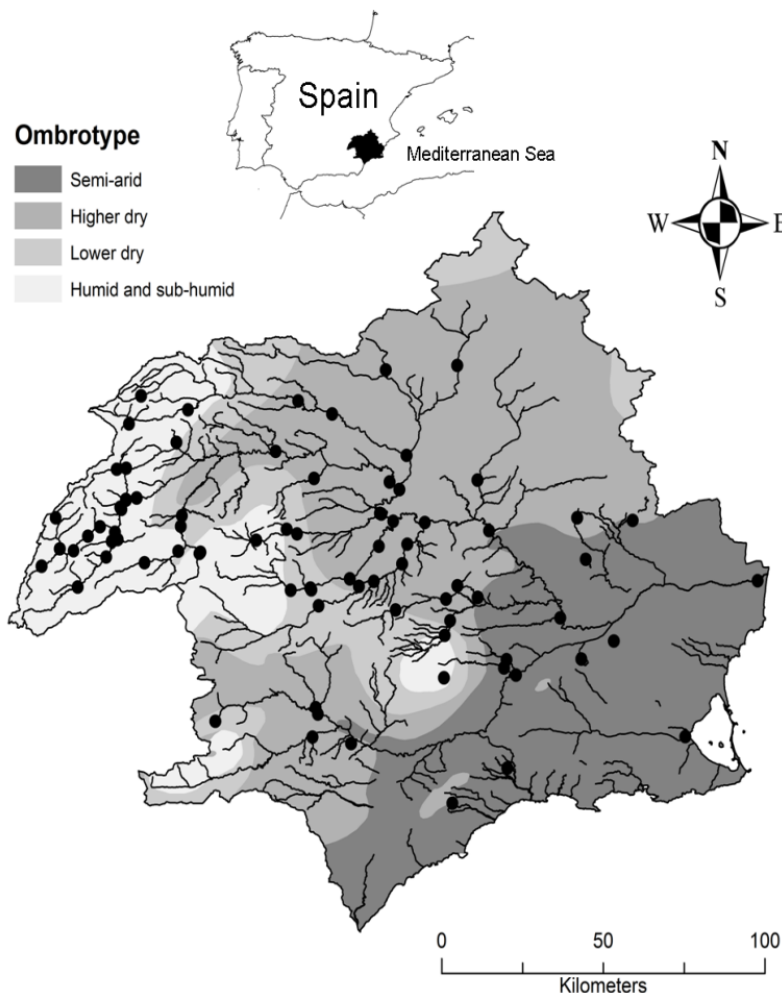 Spain
Mediterranean Sea
Ombrotype
Semi-arid
Higher dry
Lower dry
Humid and sub-humid
N
W
E
S
0 50 100
Kilometers